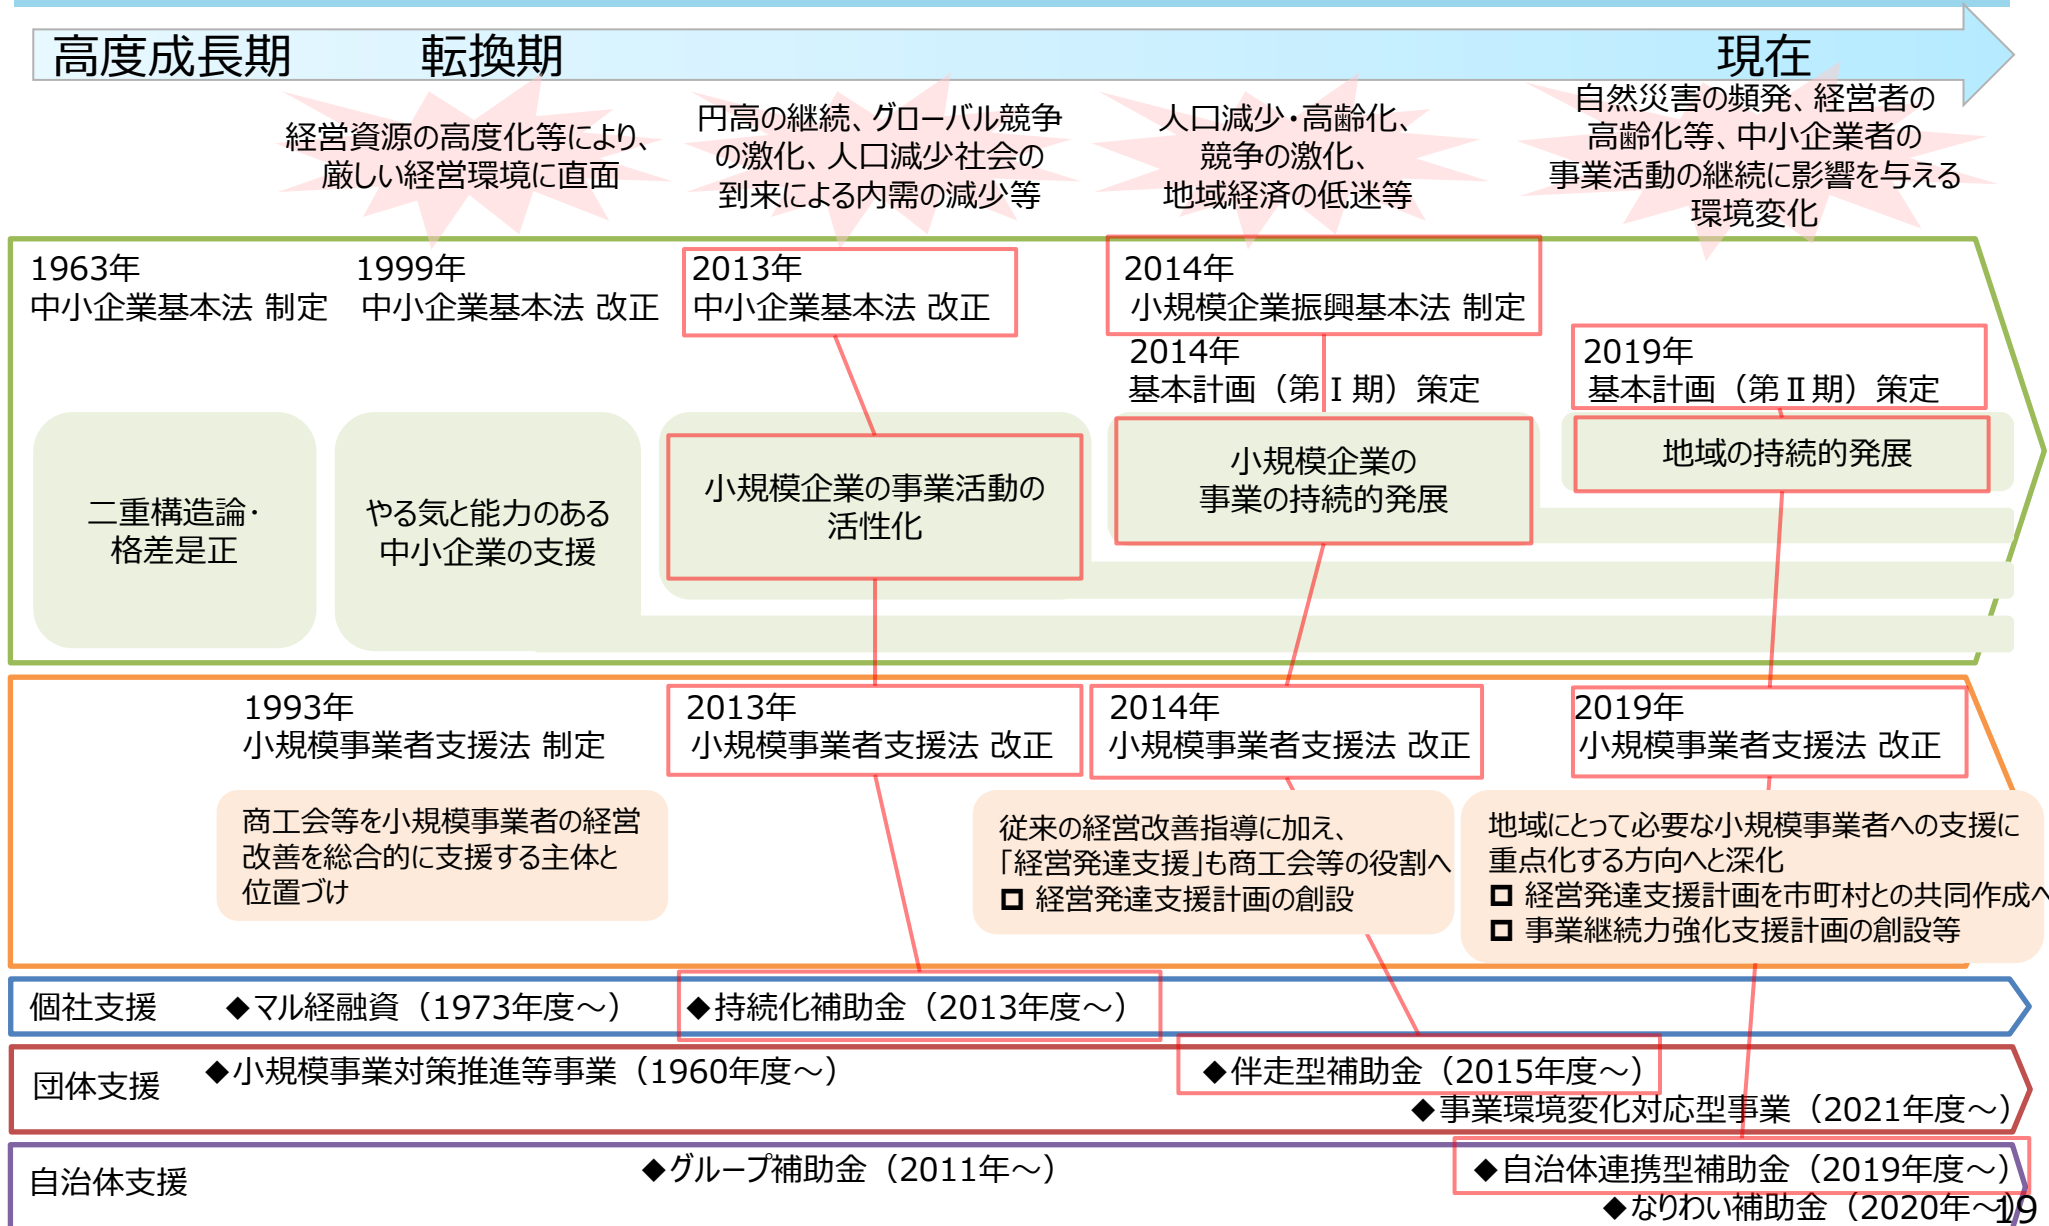 高度成長期
転換期
現在
経営資源の高度化等により、
厳しい経営環境に直面
円高の継続、グローバル競争
の激化、人口減少社会の
到来による内需の減少等
人口減少・高齢化、
競争の激化、
地域経済の低迷等
自然災害の頻発、経営者の
高齢化等、中小企業者の
事業活動の継続に影響を与える
環境変化
1963年
中小企業基本法 制定
1999年
中小企業基本法 改正
2013年
中小企業基本法 改正
2014年
小規模企業振興基本法 制定
2014年
基本計画（第Ⅰ期）策定
2019年
基本計画（第Ⅱ期）策定
二重構造論・
格差是正
やる気と能力のある
中小企業の支援
小規模企業の事業活動の
活性化
小規模企業の
事業の持続的発展
地域の持続的発展
1993年
小規模事業者支援法 制定
2013年
小規模事業者支援法 改正
2014年
小規模事業者支援法 改正
2019年
小規模事業者支援法 改正
商工会等を小規模事業者の経営
改善を総合的に支援する主体と
位置づけ
従来の経営改善指導に加え、
「経営発達支援」も商工会等の役割へ
経営発達支援計画の創設
地域にとって必要な小規模事業者への支援に
重点化する方向へと深化
経営発達支援計画を市町村との共同作成へ
事業継続力強化支援計画の創設等
個社支援
◆マル経融資（1973年度～）
◆持続化補助金（2013年度～）
団体支援
◆小規模事業対策推進等事業（1960年度～）
◆伴走型補助金（2015年度～）
◆事業環境変化対応型事業（2021年度～）
自治体支援
◆グループ補助金（2011年～）
◆自治体連携型補助金（2019年度～）
◆なりわい補助金（2020年～）
19